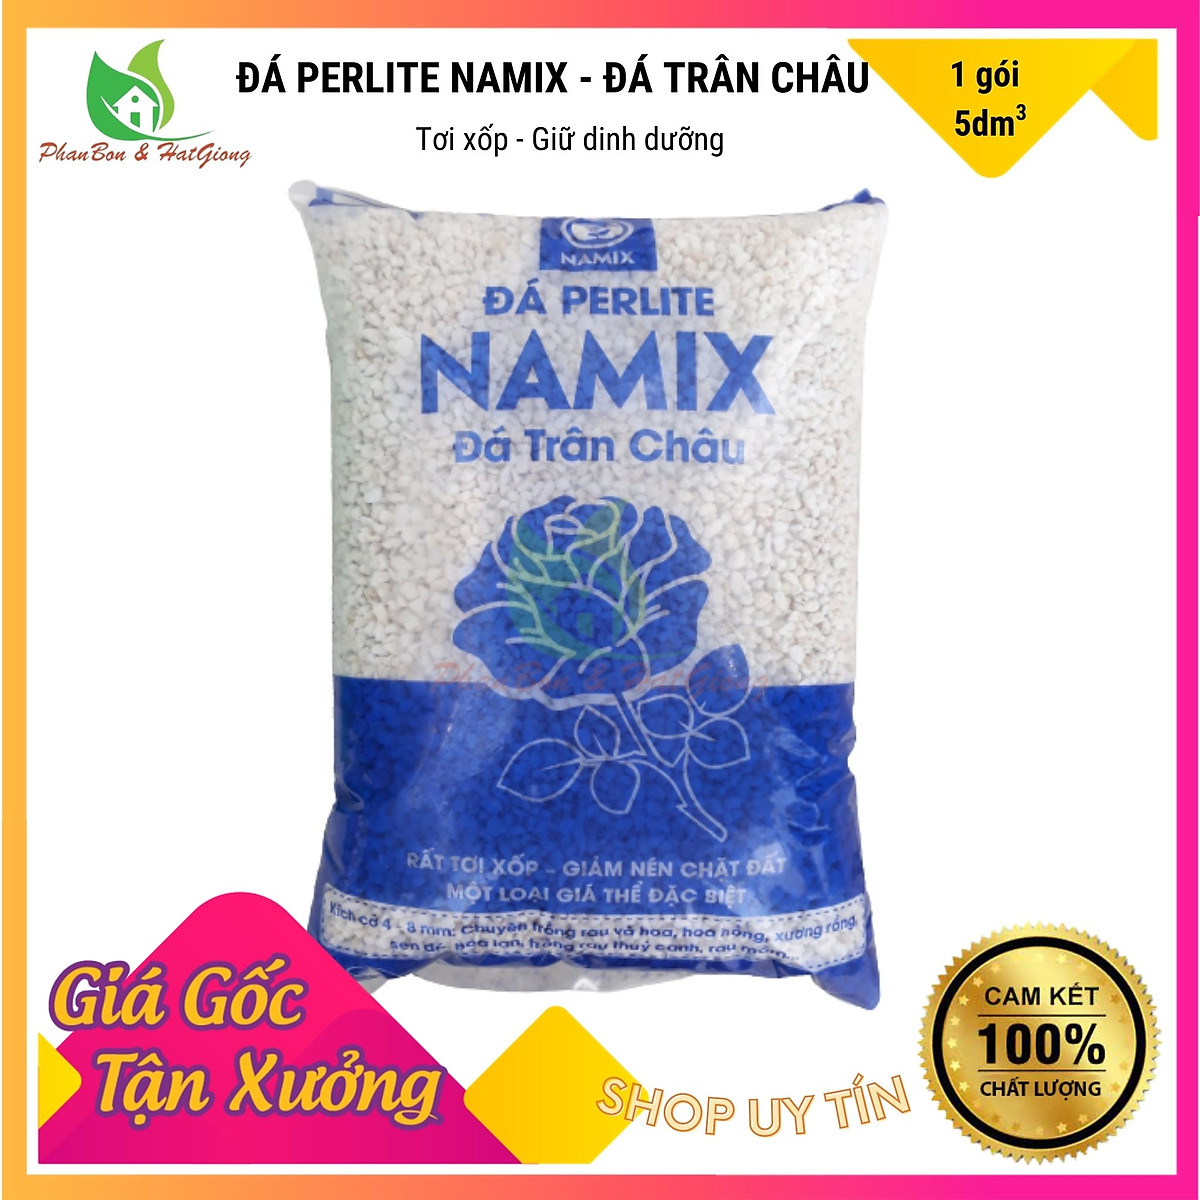 PhanBon & HatGiong
ĐÁ PERLITE NAMIX - ĐÁ TRÂN CHÂU
Tơi xốp - Giữ dinh dưỡng
1 gói
5dm³
NAMIX
ĐÁ PERLITE
NAMIX
Đá Trân Châu
PhanBon & HatGiong
RẤT TƠI XỐP - GIẢM NÉN CHẶT ĐẤT
MỘT LOẠI GIÁ THỂ ĐẶC BIỆT
Kích cỡ 4 - 8 mm: Chuyên trồng rau và hoa, hoa hồng, xương rồng,
sen đá, hoa lan, trồng rau thuỷ canh, rau mầm...
Giá Gốc
Tận Xưởng
SHOP UY TÍN
CAM KẾT
100%
CHẤT LƯỢNG